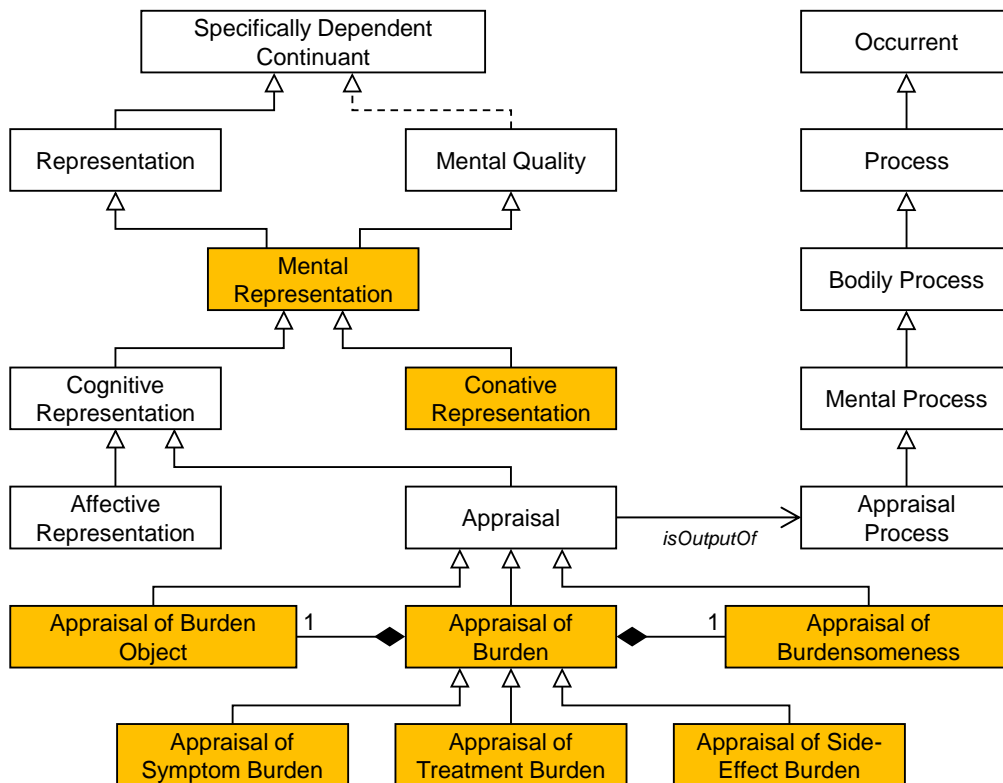 Specifically Dependent
Continuant
Occurrent
Representation
Mental Quality
Process
Mental
Representation
Bodily Process
Cognitive
Representation
Conative
Representation
Mental Process
Affective
Representation
Appraisal
isOutputOf
Appraisal
Process
Appraisal of Burden
Object
1
Appraisal of
Burden
1
Appraisal of
Burdensomeness
Appraisal of
Symptom Burden
Appraisal of
Treatment Burden
Appraisal of Side-
Effect Burden